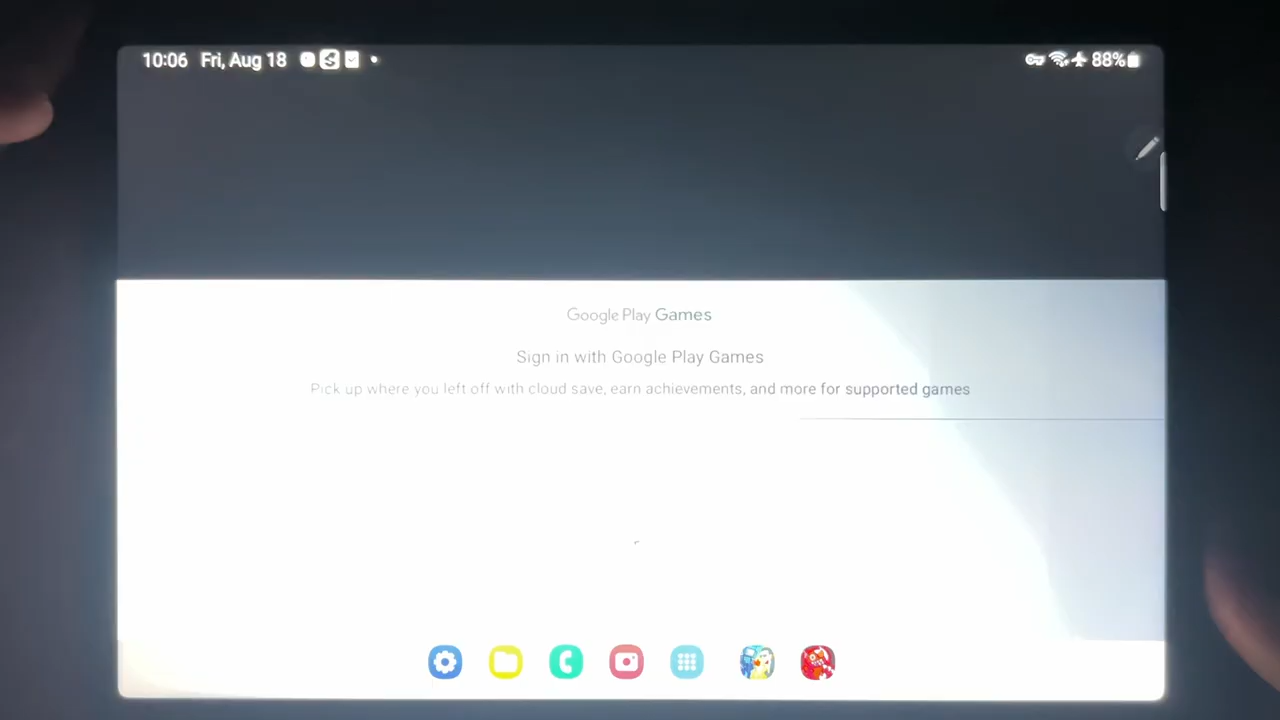 10:06 Fri, Aug 18 88%
Google Play Games
Sign in with Google Play Games
Pick up where you left off with cloud save, earn achievements, and more for supported games